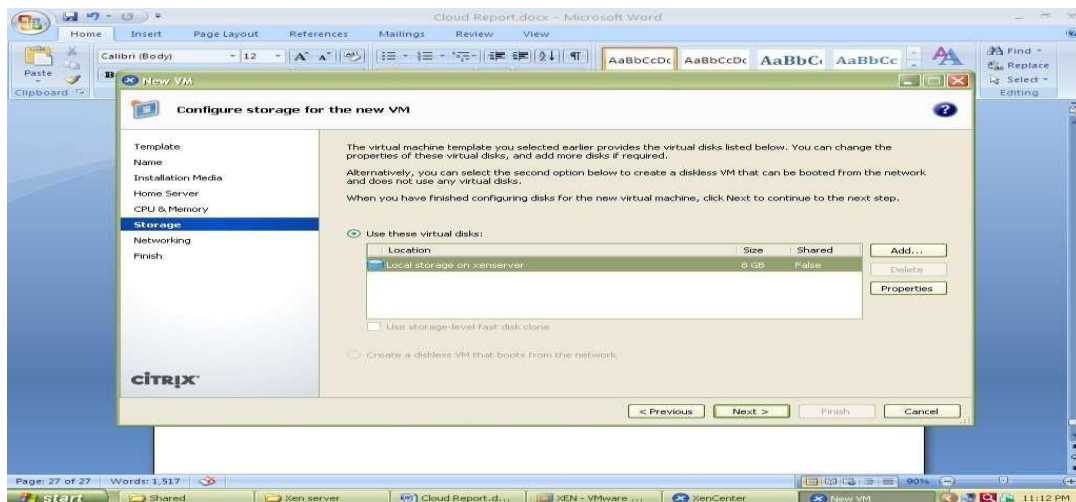 Cloud Report.docx - Microsoft Word
Home Insert Page Layout References Mailings Review View
Paste
Clipboard
Calibri (Body) 12
B
AaBbCcDc AaBbCcDc AaBbC AaBbCc
Find
Replace
Select
Editing
New VM
Configure storage for the new VM
Template
Name
Installation Media
Home Server
CPU & Memory
Storage
Networking
Finish
CITRIX
The virtual machine template you selected earlier provides the virtual disks listed below. You can change the
properties of these virtual disks, and add more disks if required.
Alternatively, you can select the second option below to create a diskless VM that can be booted from the network
and does not use any virtual disks.
When you have finished configuring disks for the new virtual machine, click Next to continue to the next step.
Use these virtual disks:
Location Size Shared
Local storage on xenserver 8 GB False
Add...
Delete
Properties
Use storage-level fast disk clone
Create a diskless VM that boots from the network
< Previous Next > Finish Cancel
Page: 27 of 27 Words: 1,517 90%
start Shared Xen server Cloud Report.d... XEN - VMware ... XenCenter New VM 11:12 PM